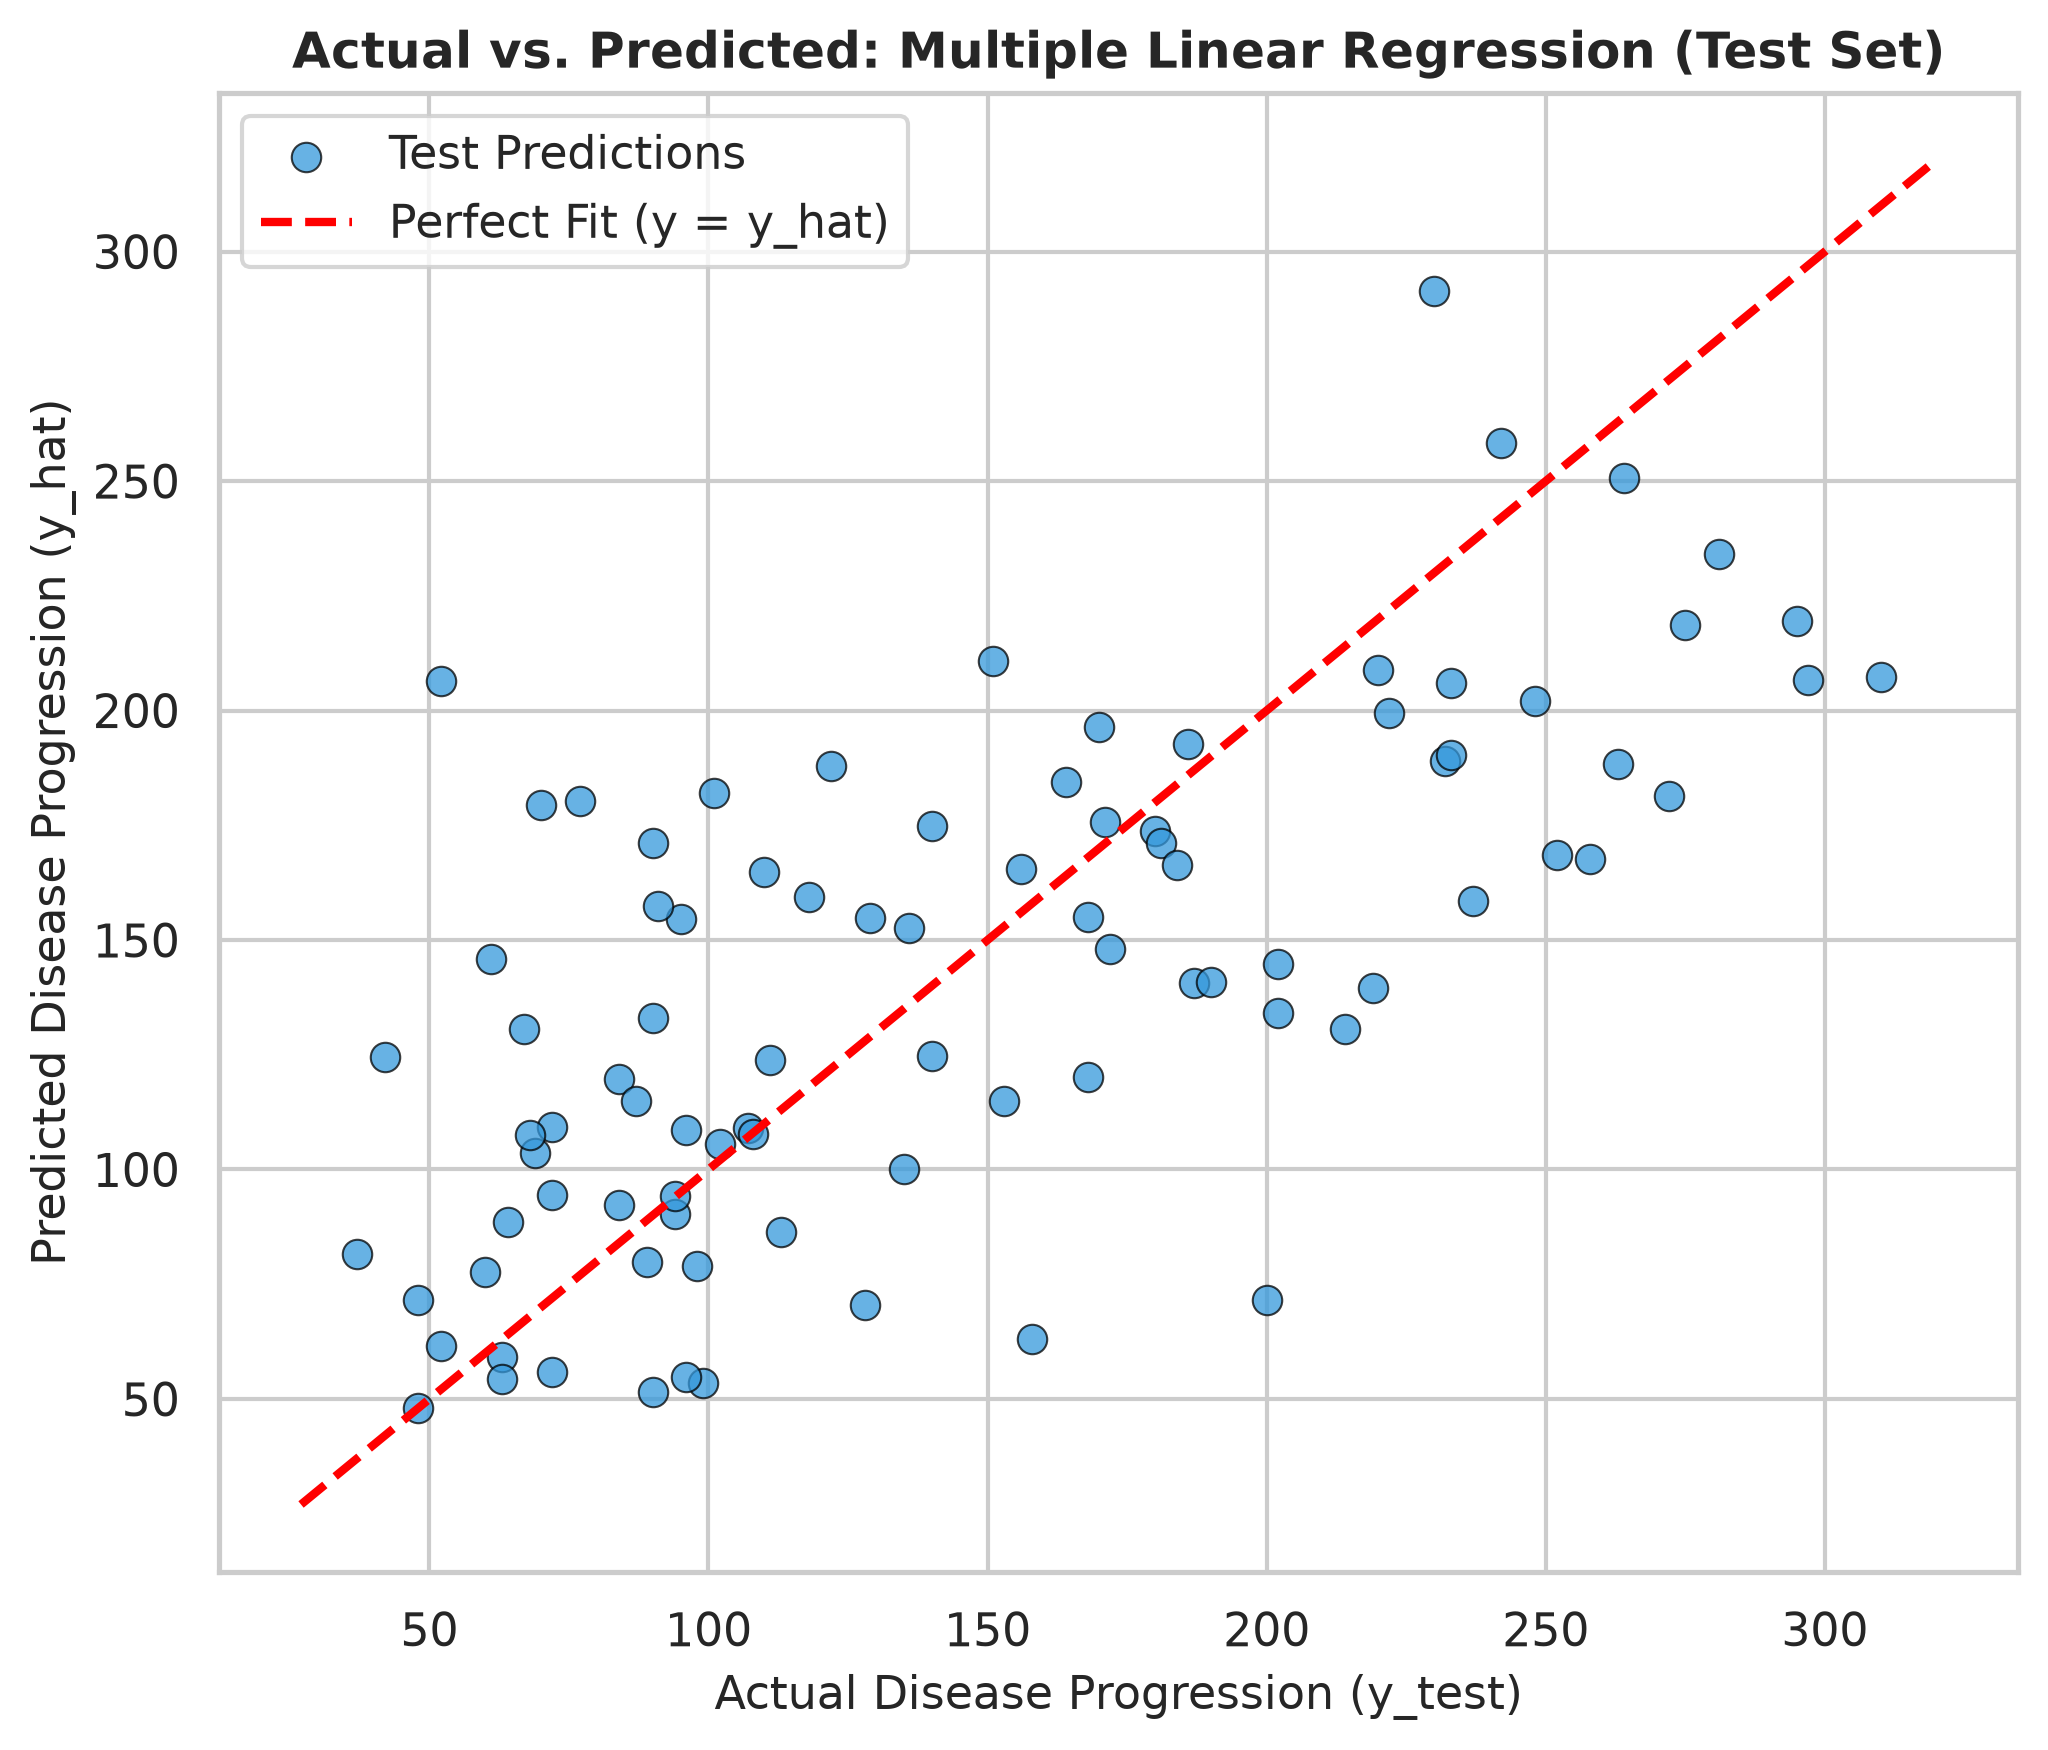 Actual vs. Predicted: Multiple Linear Regression (Test Set)
Test Predictions
Perfect Fit (y = y_hat)
Predicted Disease Progression (y_hat)
300
250
200
150
100
50
50 100 150 200 250 300
Actual Disease Progression (y_test)